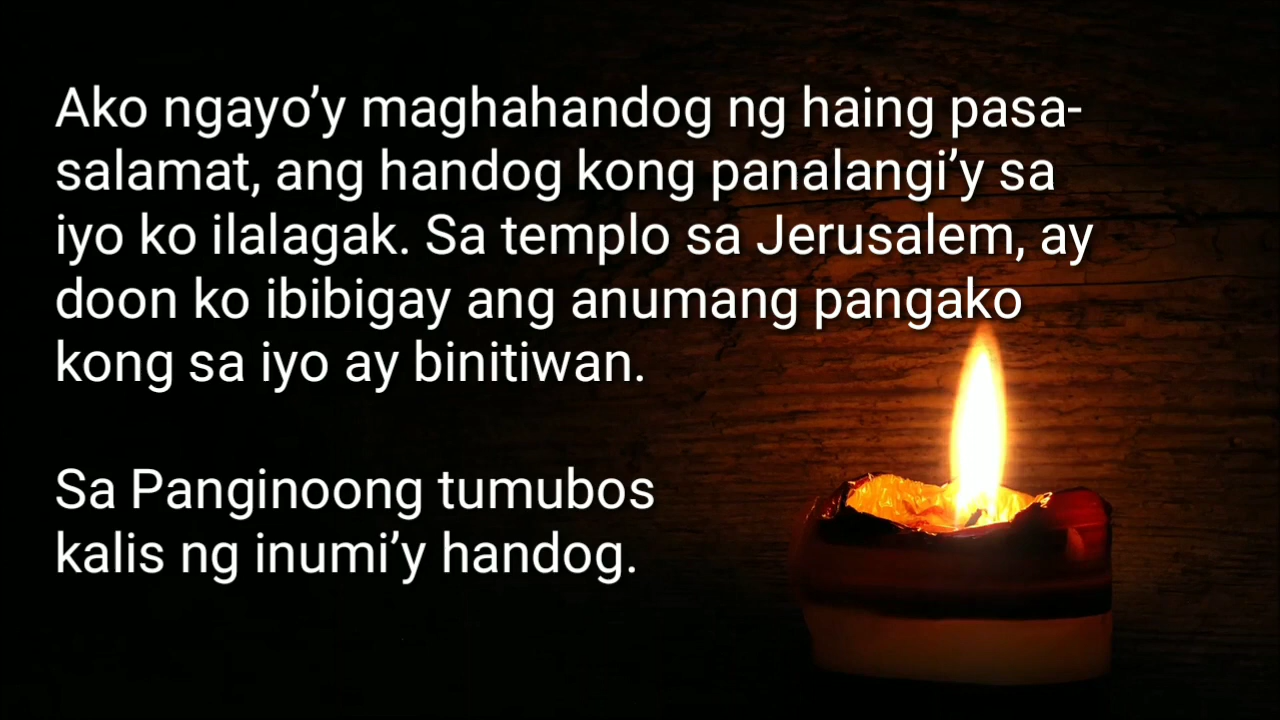 Ako ngayo’y maghahandog ng haing pasa-
salamat, ang handog kong panalangi’y sa
iyo ko ilalagak. Sa templo sa Jerusalem, ay
doon ko ibibigay ang anumang pangako
kong sa iyo ay binitiwan.
Sa Panginoong tumubos
kalis ng inumi’y handog.